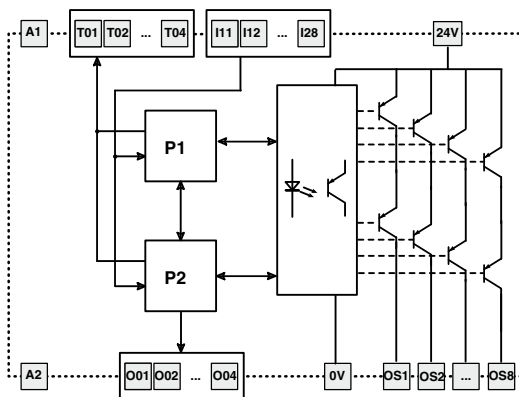 A1 T01 T02 ... T04 I11 I12 ... I28 24V
P1
P2
A2 O01 O02 ... O04 0V OS1 OS2 ... OS8